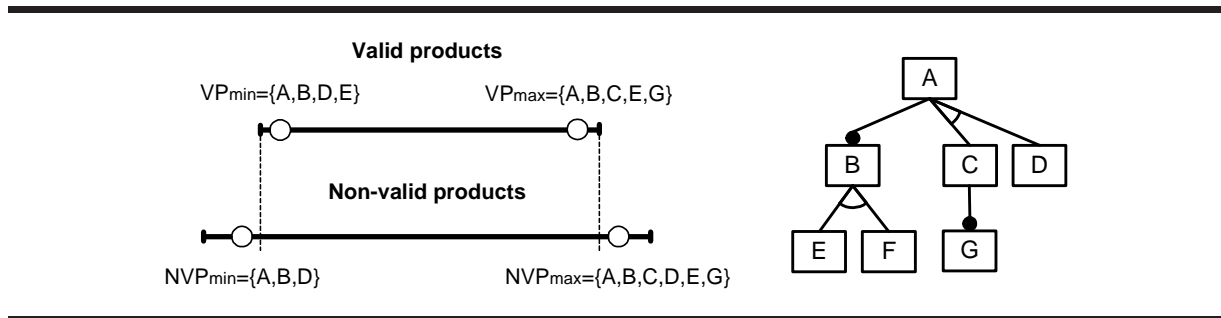 Valid products
VPmin={A,B,D,E}
VPmax={A,B,C,E,G}
Non-valid products
NVPmin={A,B,D}
NVPmax={A,B,C,D,E,G}
A
B
C
D
E
F
G